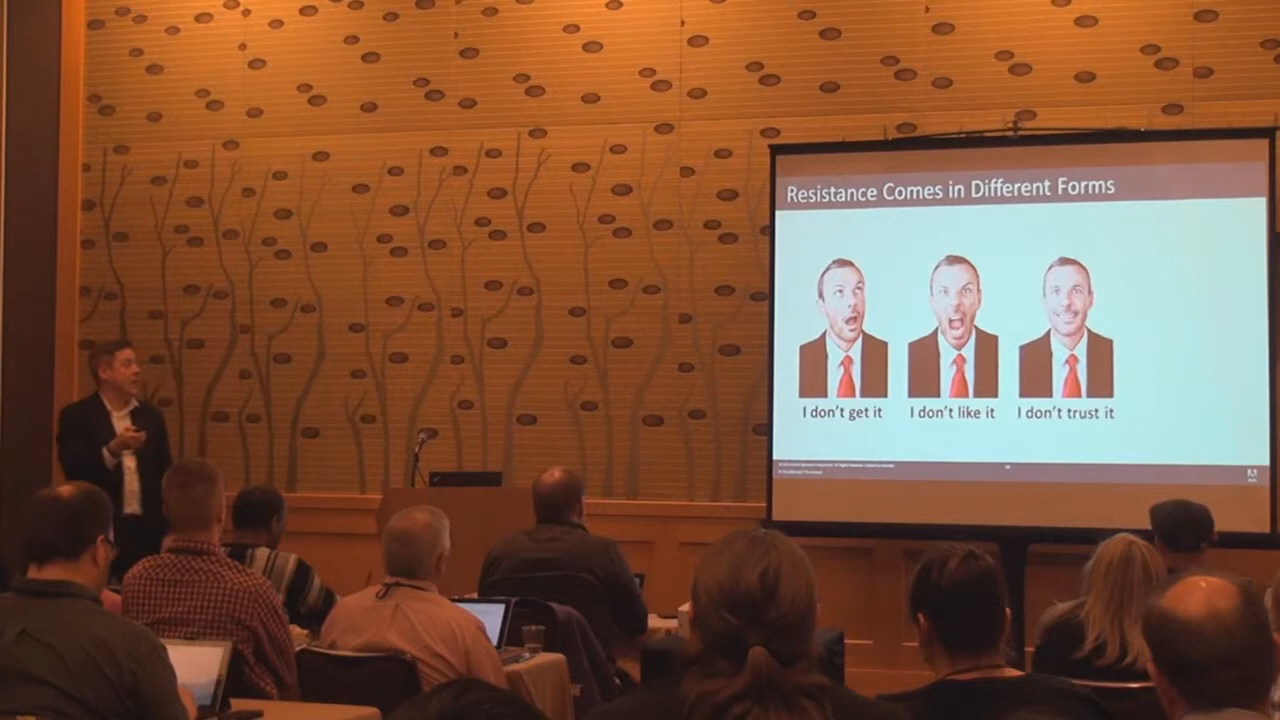 Resistance Comes in Different Forms
I don't get it
I don't like it
I don't trust it